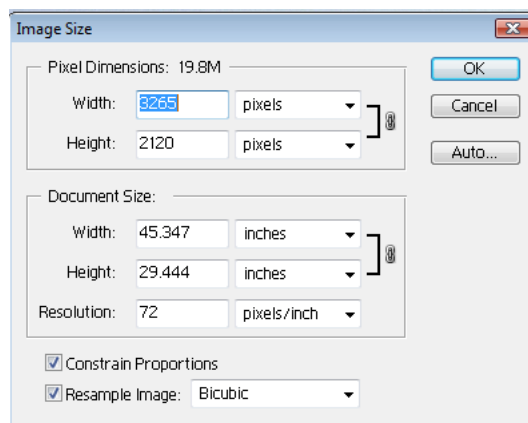 Image Size
Pixel Dimensions: 19.8M
OK
Width: 3265 pixels
Cancel
Height: 2120 pixels
Auto...
Document Size:
Width: 45.347 inches
Height: 29.444 inches
Resolution: 72 pixels/inch
Constrain Proportions
Resample Image: Bicubic